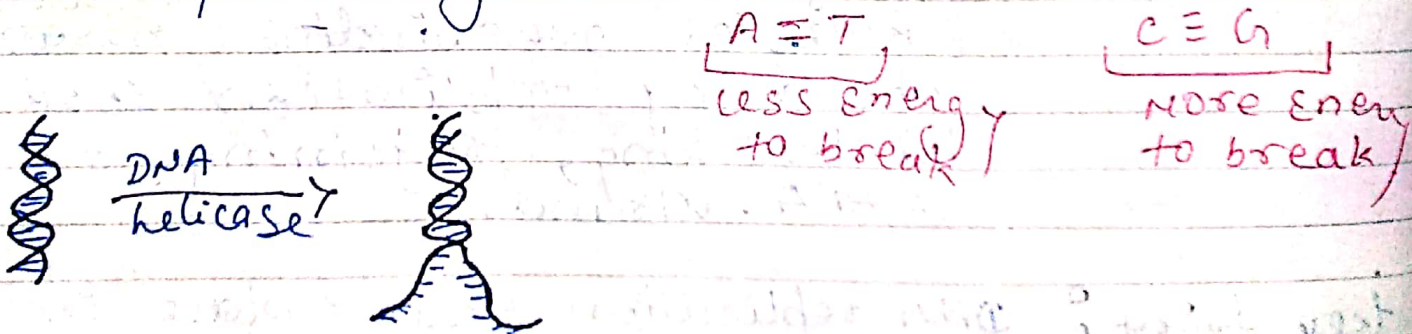 A = T
C ≡ G
Less Energy
to break
More Energy
to break
DNA
helicase